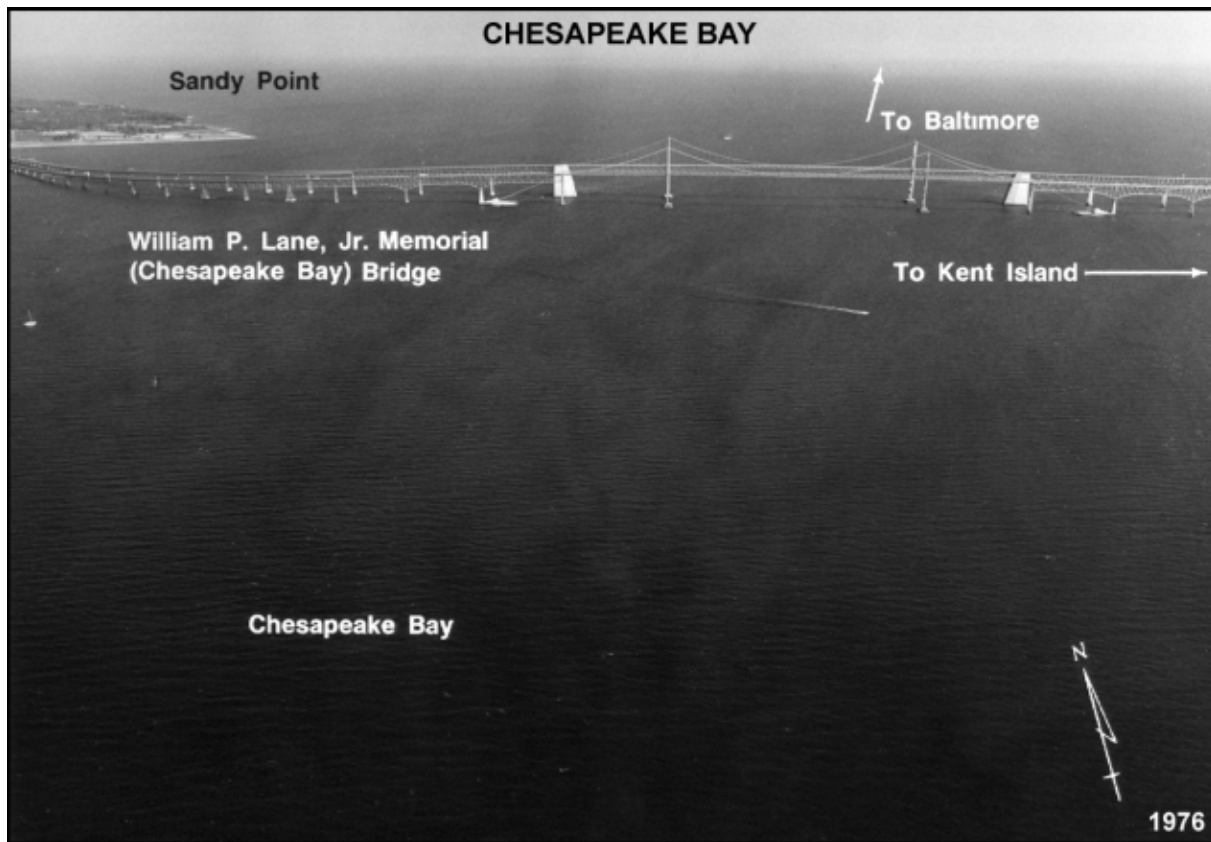 CHESAPEAKE BAY
Sandy Point
To Baltimore
William P. Lane, Jr. Memorial
(Chesapeake Bay) Bridge
To Kent Island
Chesapeake Bay
N
1976